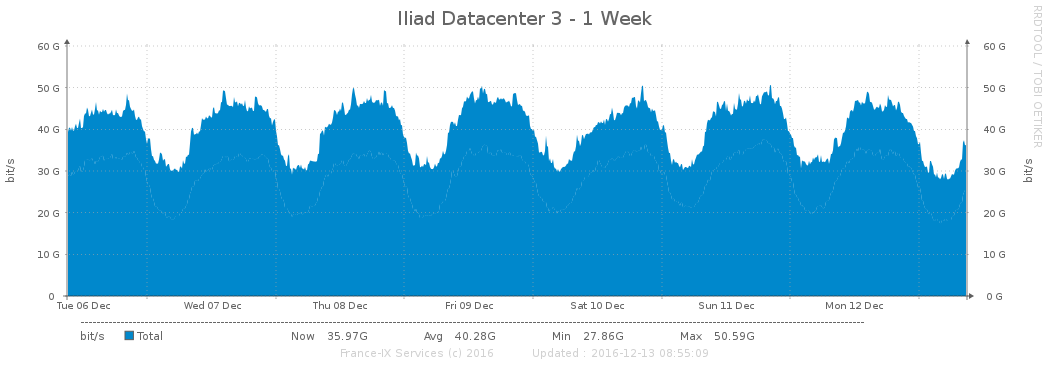 Iliad Datacenter 3 - 1 Week
RRDTOOL / TOBI OETIKER
60 G 60 G
50 G 50 G
40 G 40 G
30 G 30 G
20 G 20 G
10 G 10 G
0 0 G
bit/s bit/s
Tue 06 Dec Wed 07 Dec Thu 08 Dec Fri 09 Dec Sat 10 Dec Sun 11 Dec Mon 12 Dec
bit/s Total Now 35.97G Avg 40.28G Min 27.86G Max 50.59G
France-IX Services (c) 2016 Updated : 2016-12-13 08:55:09